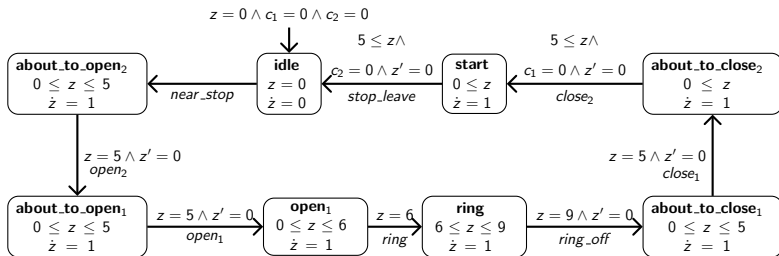 z = 0 ∧ c₁ = 0 ∧ c₂ = 0
about_to_open₂
0 ≤ z ≤ 5
ż = 1
near_stop
idle
z = 0
ż = 0
5 ≤ z∧
c₂ = 0 ∧ z′ = 0
stop_leave
start
0 ≤ z
ż = 1
5 ≤ z∧
c₁ = 0 ∧ z′ = 0
close₂
about_to_close₂
0 ≤ z
ż = 1
z = 5 ∧ z′ = 0
open₂
z = 5 ∧ z′ = 0
close₁
about_to_open₁
0 ≤ z ≤ 5
ż = 1
z = 5 ∧ z′ = 0
open₁
open₁
0 ≤ z ≤ 6
ż = 1
z = 6
ring
ring
6 ≤ z ≤ 9
ż = 1
z = 9 ∧ z′ = 0
ring_off
about_to_close₁
0 ≤ z ≤ 5
ż = 1